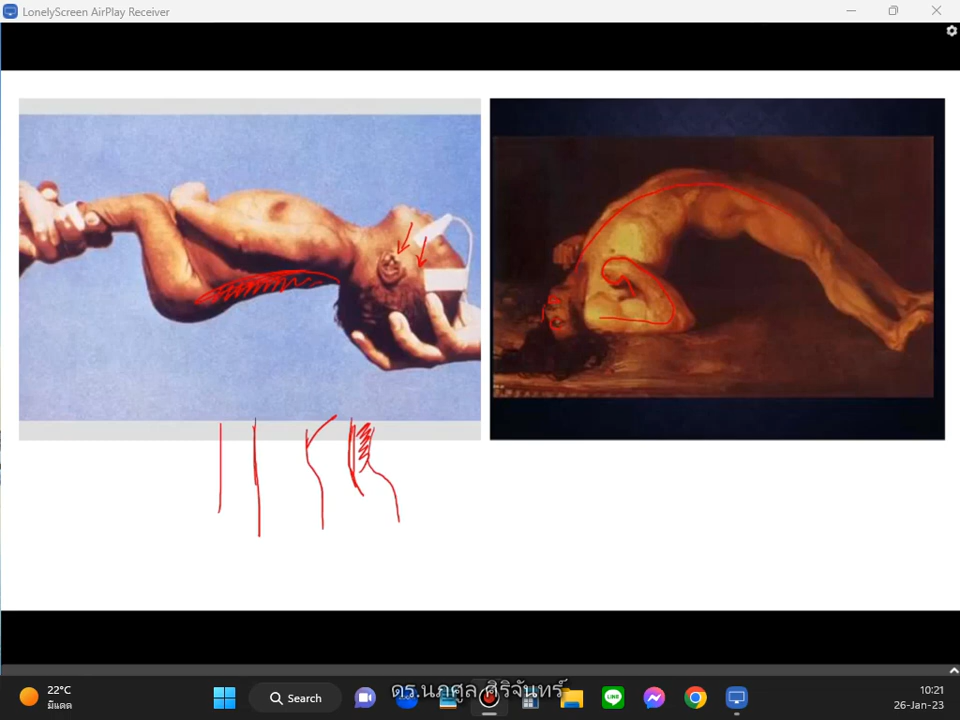 LonelyScreen AirPlay Receiver
22°C
มีแดด
Search
ดร.นภศูล ศิริจันทร์
10:21
26-Jan-23